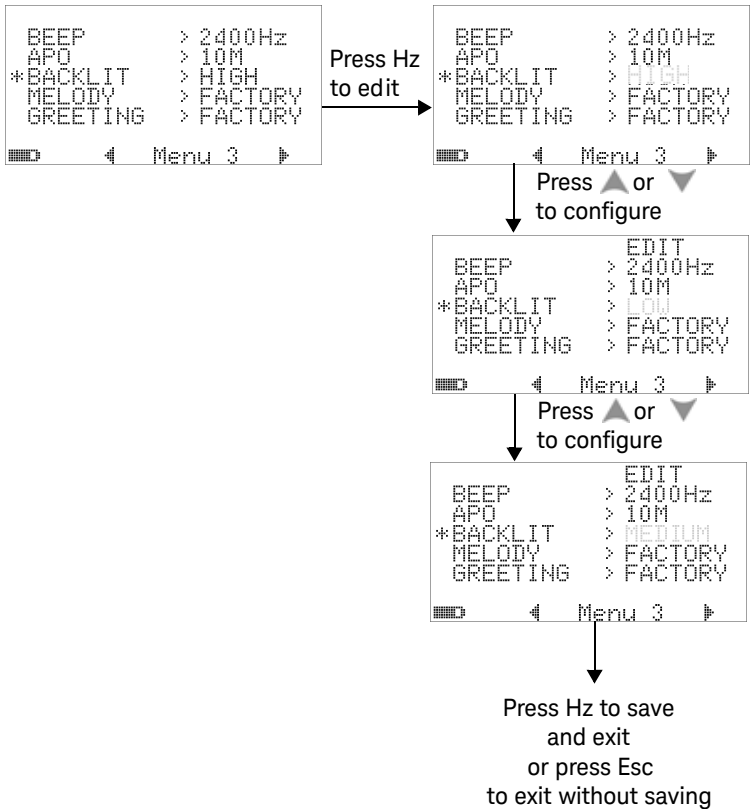 BEEP > 2400Hz
APO > 10M
*BACKLIT > HIGH
MELODY > FACTORY
GREETING > FACTORY
Menu 3
Press Hz
to edit
BEEP > 2400Hz
APO > 10M
*BACKLIT > HIGH
MELODY > FACTORY
GREETING > FACTORY
Menu 3
Press or
to configure
EDIT
BEEP > 2400Hz
APO > 10M
*BACKLIT > LOW
MELODY > FACTORY
GREETING > FACTORY
Menu 3
Press or
to configure
EDIT
BEEP > 2400Hz
APO > 10M
*BACKLIT > MEDIUM
MELODY > FACTORY
GREETING > FACTORY
Menu 3
Press Hz to save
and exit
or press Esc
to exit without saving